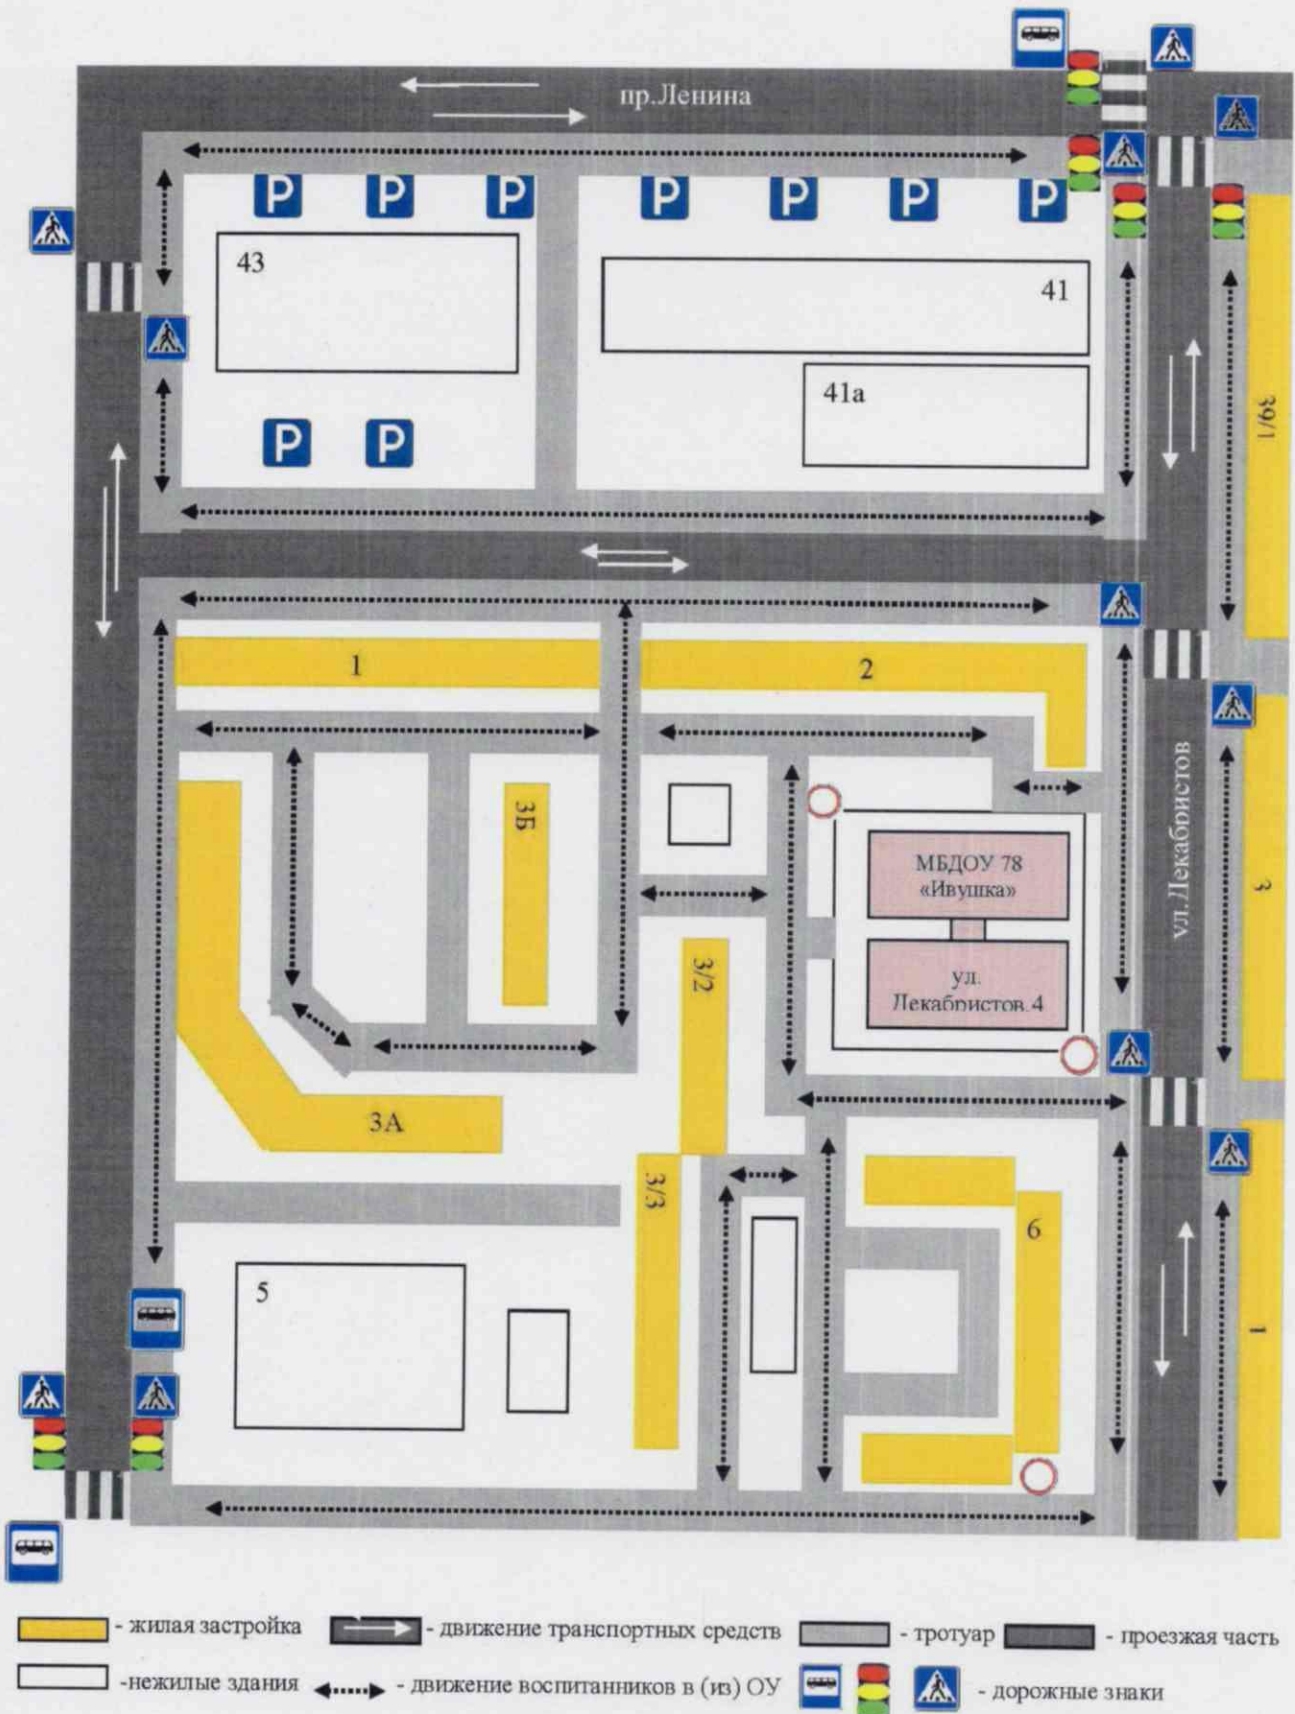 пр.Ленина
P P P P P P P
43
41
41а
P P
39/1
1
2
3Б
МБДОУ 78
«Ивушка»
ул.Декабристов
3
3/2
ул.
Декабристов.4
3А
3/3
6
5
1
- жилая застройка
- движение транспортных средств
- тротуар
- проезжая часть
-нежилые здания
- движение воспитанников в (из) ОУ
- дорожные знаки